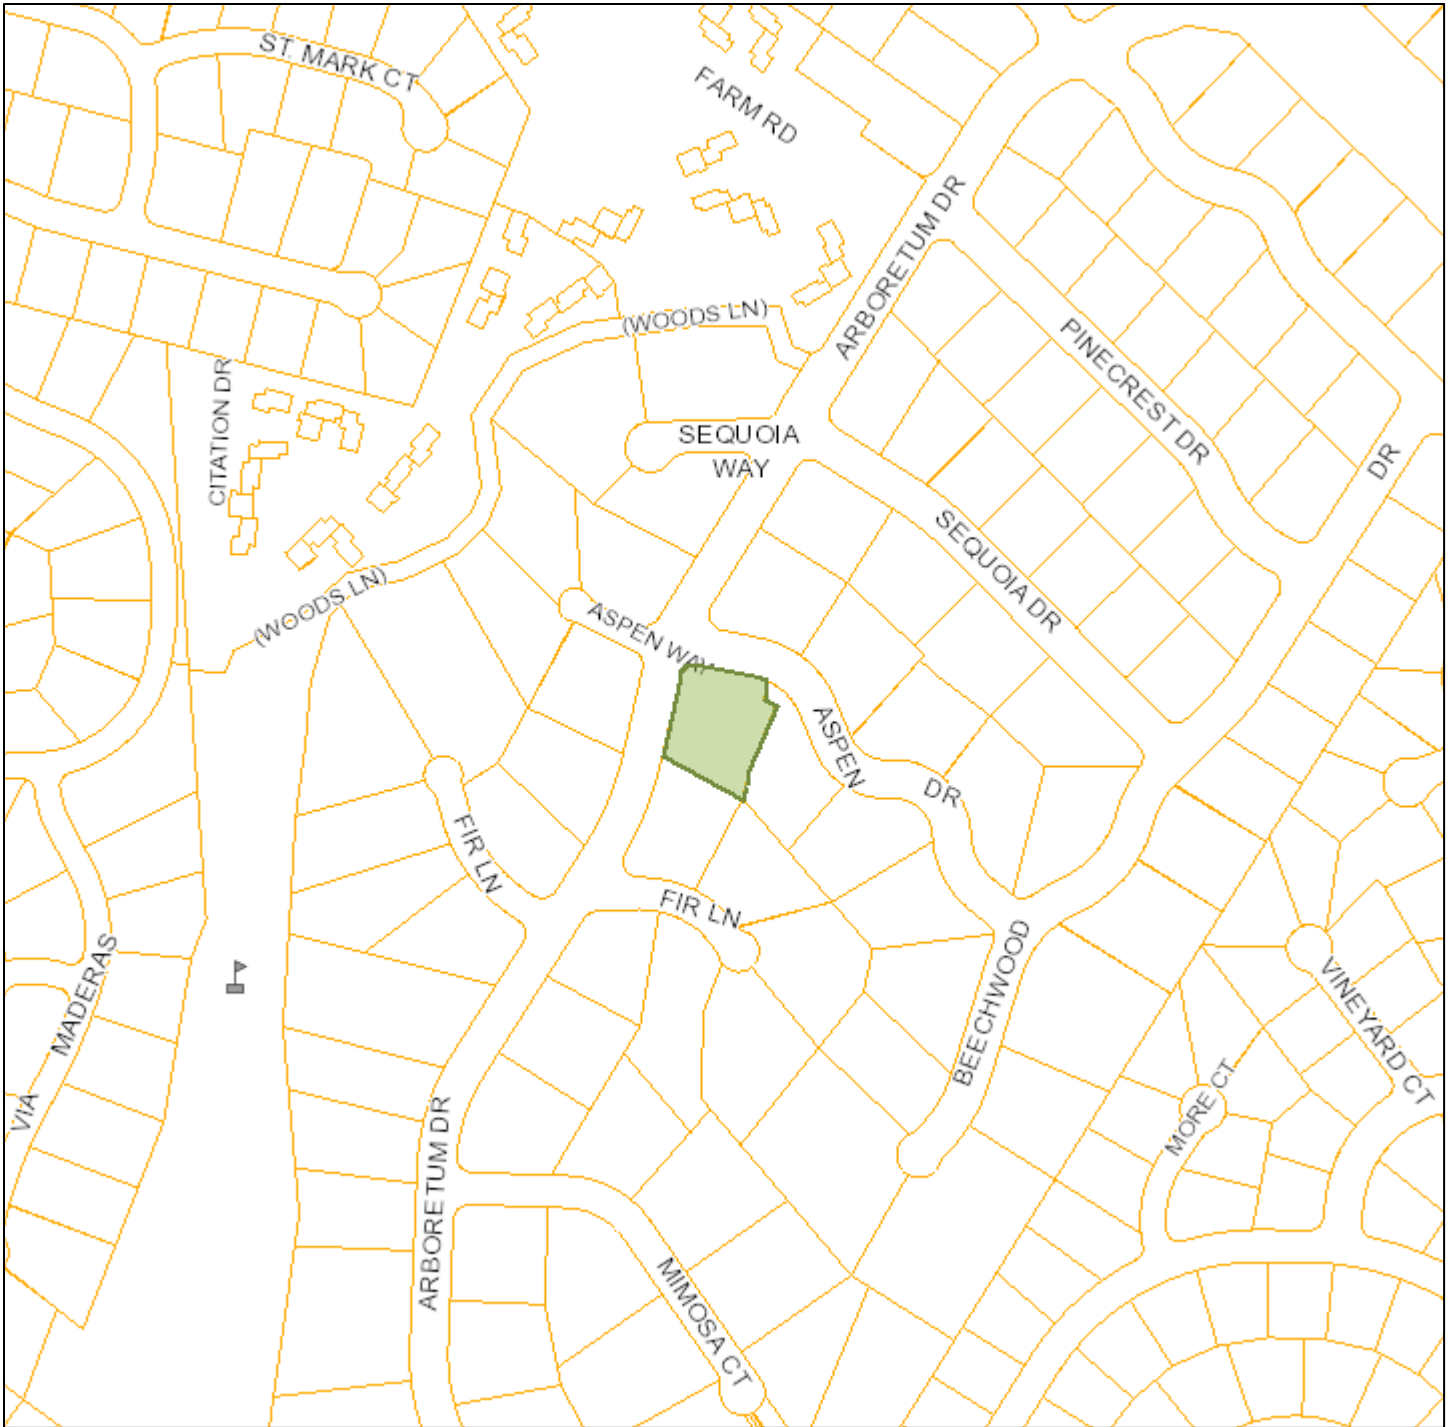 ST. MARK CT
FARM RD
ARBORETUM DR
(WOODS LN)
PINECREST DR
CITATION DR
SEQUOIA
WAY
DR
SEQUOIA DR
(WOODS LN)
ASPEN WAY
ASPEN
DR
FIR LN
FIR LN
MADERAS
VIA
BEECHWOOD
VINEYARD CT
MORE CT
ARBORETUM DR
MIMOSA CT